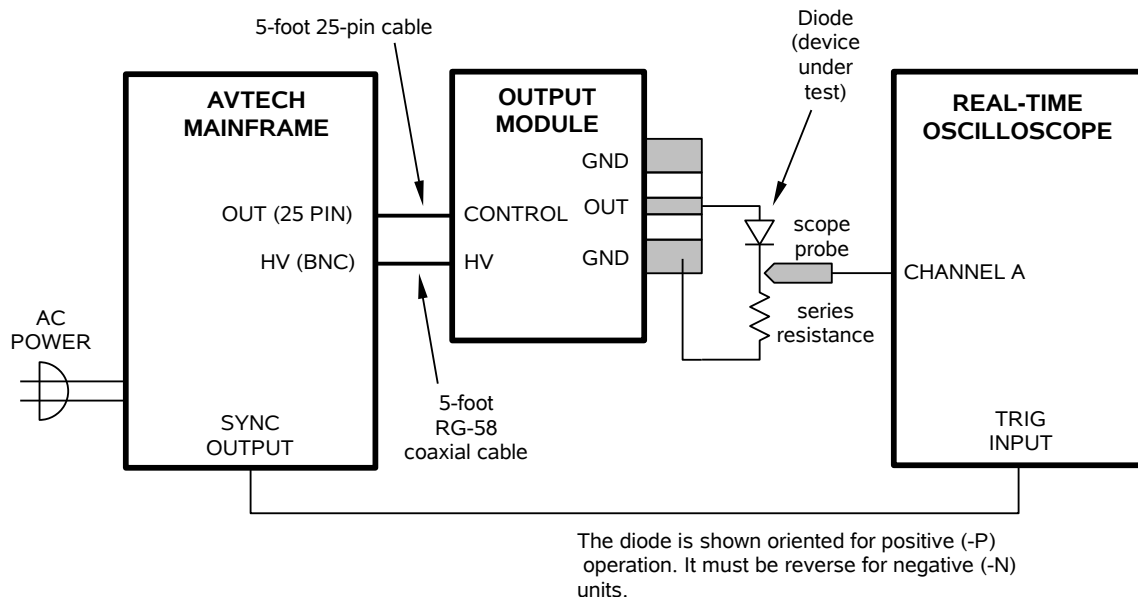 5-foot 25-pin cable
Diode
(device
under
test)
AVTECH
MAINFRAME
OUT (25 PIN)
HV (BNC)
SYNC
OUTPUT
AC
POWER
OUTPUT
MODULE
GND
CONTROL
OUT
HV
GND
5-foot
RG-58
coaxial cable
scope
probe
series
resistance
REAL-TIME
OSCILLOSCOPE
CHANNEL A
TRIG
INPUT
The diode is shown oriented for positive (-P)
operation. It must be reverse for negative (-N)
units.